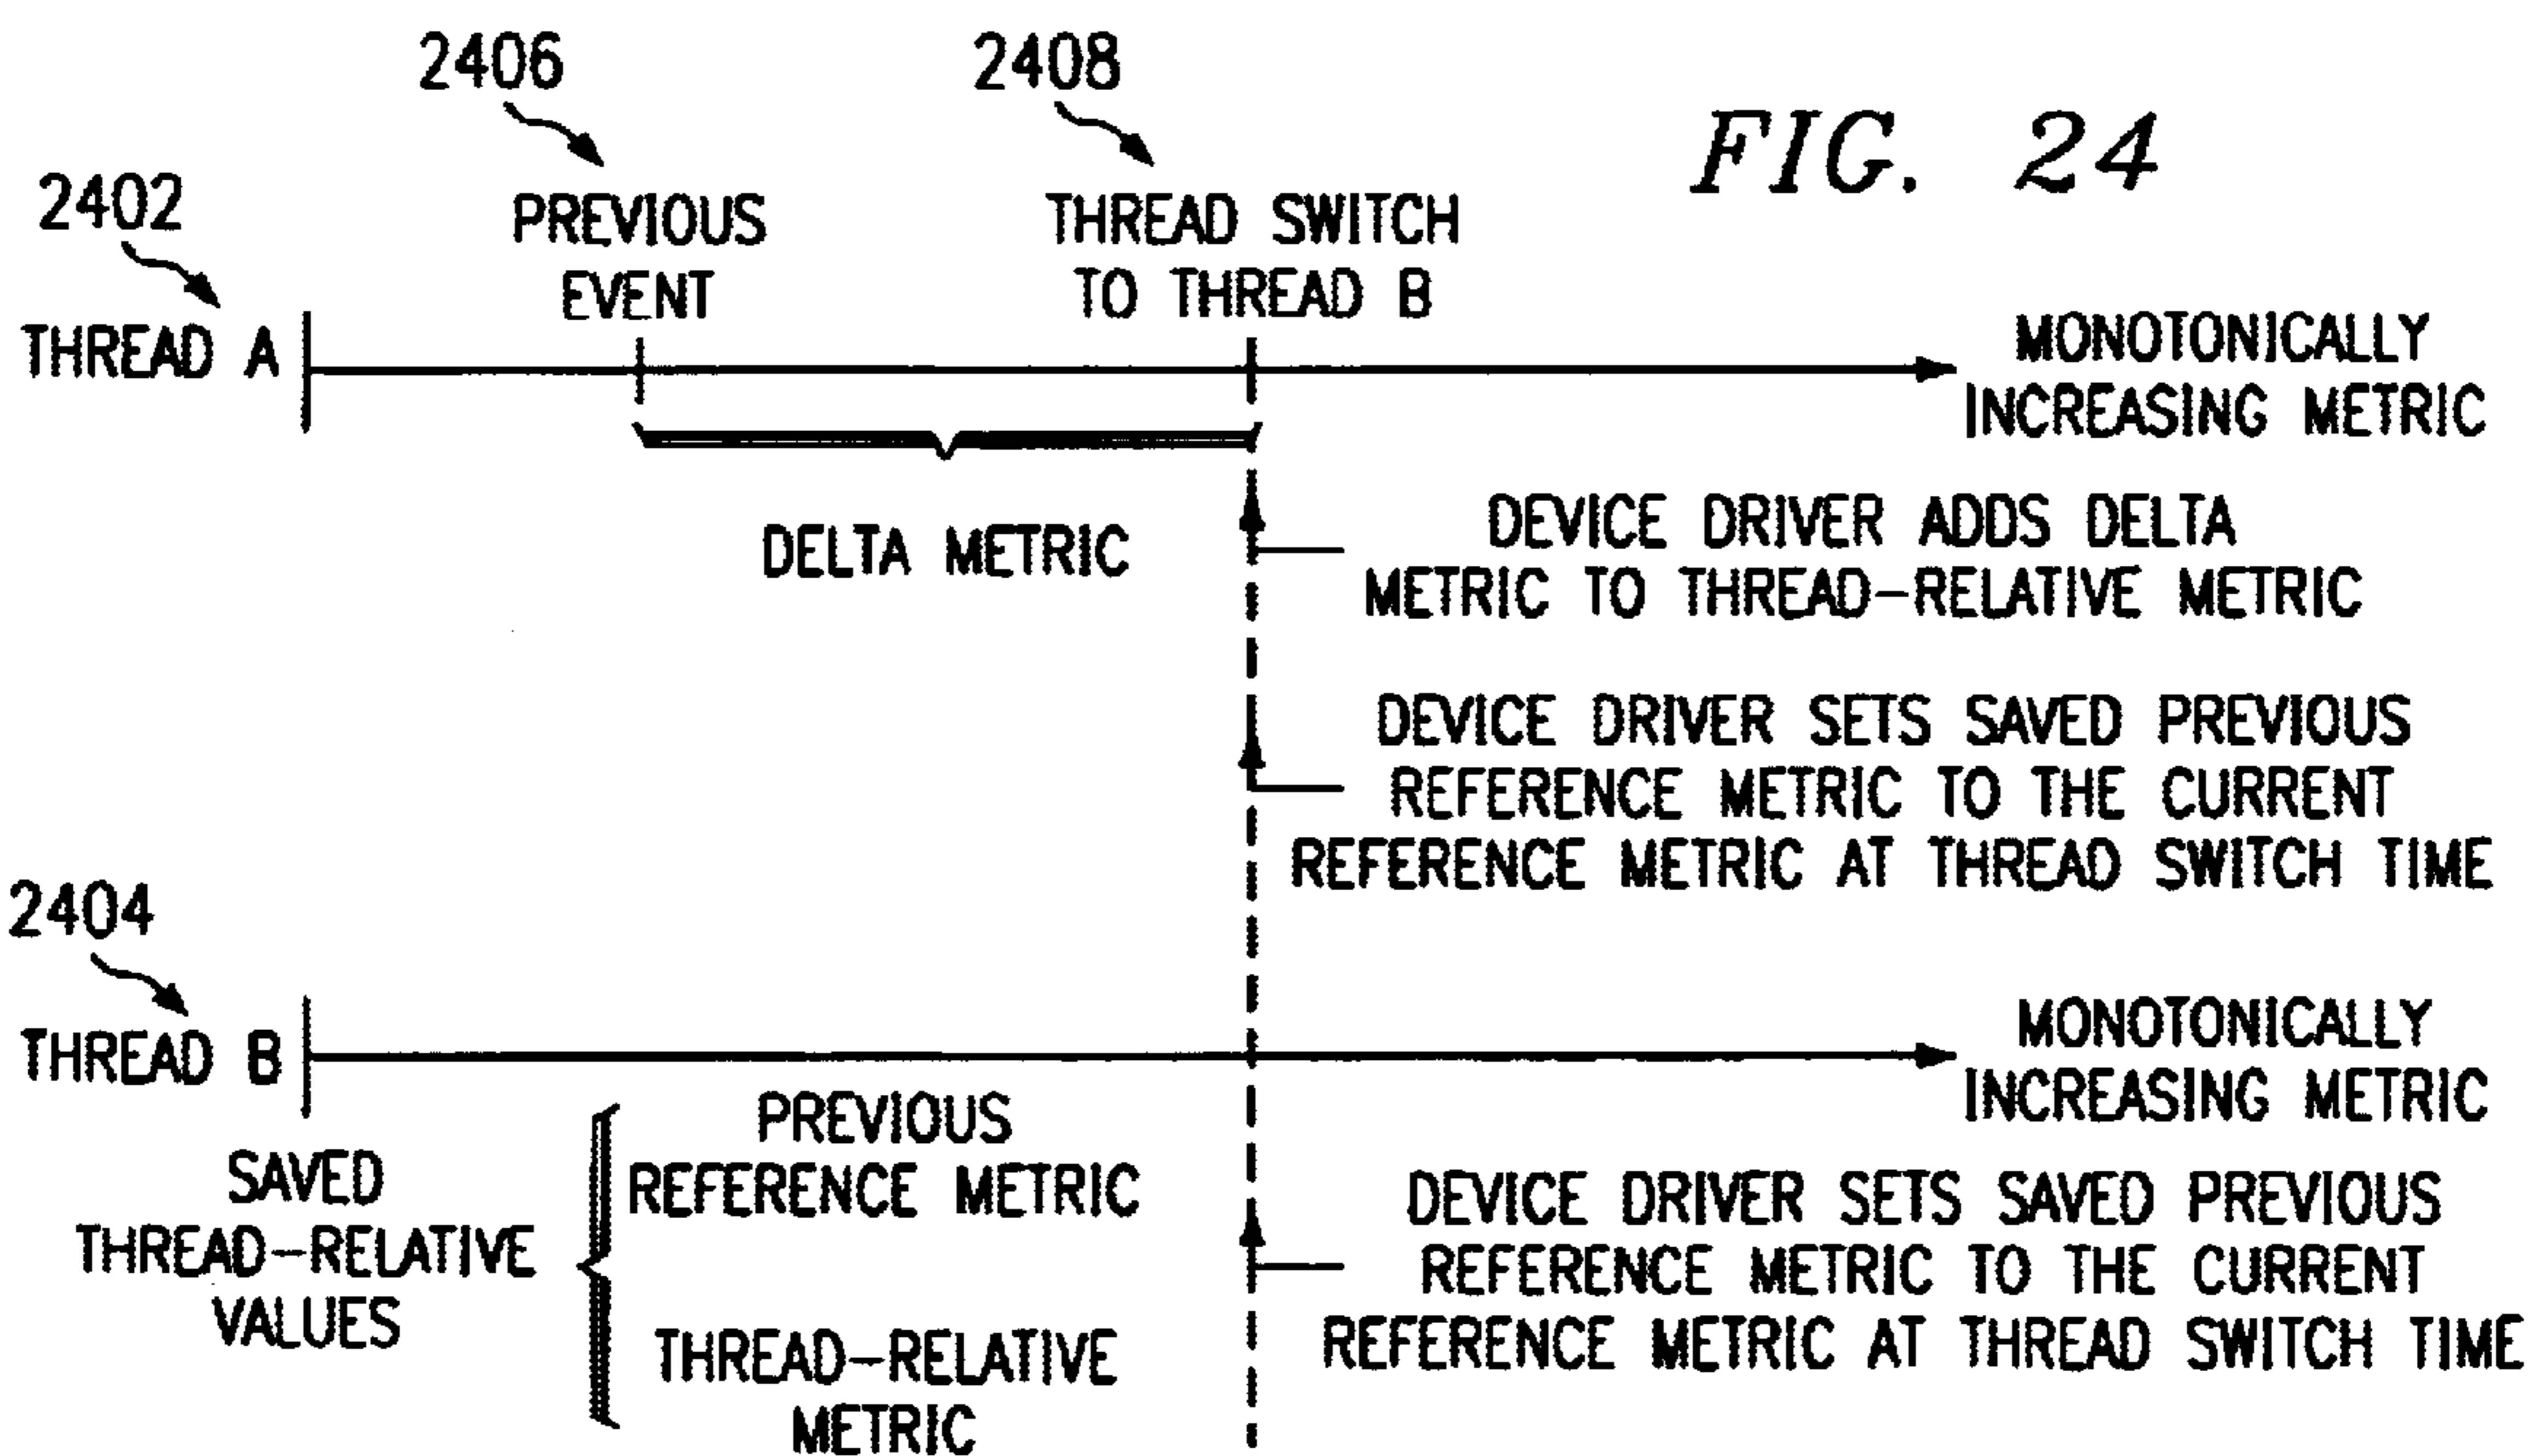 2406
2408
FIG. 24
2402
PREVIOUS
EVENT
THREAD SWITCH
TO THREAD B
THREAD A
MONOTONICALLY
INCREASING METRIC
DELTA METRIC
DEVICE DRIVER ADDS DELTA
METRIC TO THREAD-RELATIVE METRIC
DEVICE DRIVER SETS SAVED PREVIOUS
REFERENCE METRIC TO THE CURRENT
REFERENCE METRIC AT THREAD SWITCH TIME
2404
THREAD B
MONOTONICALLY
INCREASING METRIC
SAVED
THREAD-RELATIVE
VALUES
PREVIOUS
REFERENCE METRIC
THREAD-RELATIVE
METRIC
DEVICE DRIVER SETS SAVED PREVIOUS
REFERENCE METRIC TO THE CURRENT
REFERENCE METRIC AT THREAD SWITCH TIME